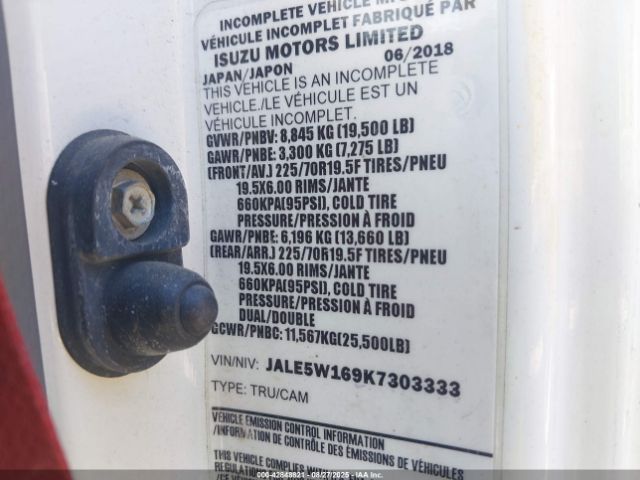 INCOMPLETE VEHICLE
VÉHICULE INCOMPLET FABRIQUÉ PAR
ISUZU MOTORS LIMITED
JAPAN/JAPON 06/2018
THIS VEHICLE IS AN INCOMPLETE
VEHICLE./LE VÉHICULE EST UN
VÉHICULE INCOMPLET.
GVWR/PNBV: 8,845 KG (19,500 LB)
GAWR/PNBE: 3,300 KG (7,275 LB)
(FRONT/AV.) 225/70R19.5F TIRES/PNEU
19.5X6.00 RIMS/JANTE
660KPA(95PSI), COLD TIRE
PRESSURE/PRESSION À FROID
GAWR/PNBE: 6,196 KG (13,660 LB)
(REAR/ARR.) 225/70R19.5F TIRES/PNEU
19.5X6.00 RIMS/JANTE
660KPA(95PSI), COLD TIRE
PRESSURE/PRESSION À FROID
DUAL/DOUBLE
GCWR/PNBC: 11,567KG(25,500LB)
VIN/NIV: JALE5W169K7303333
TYPE: TRU/CAM
VEHICLE EMISSION CONTROL INFORMATION
/INFORMATION DE CONTRÔLE DES ÉMISSIONS DE VÉHICULES
THIS VEHICLE COMPLIES
000-42848821 - 08/27/2025 - Copyright